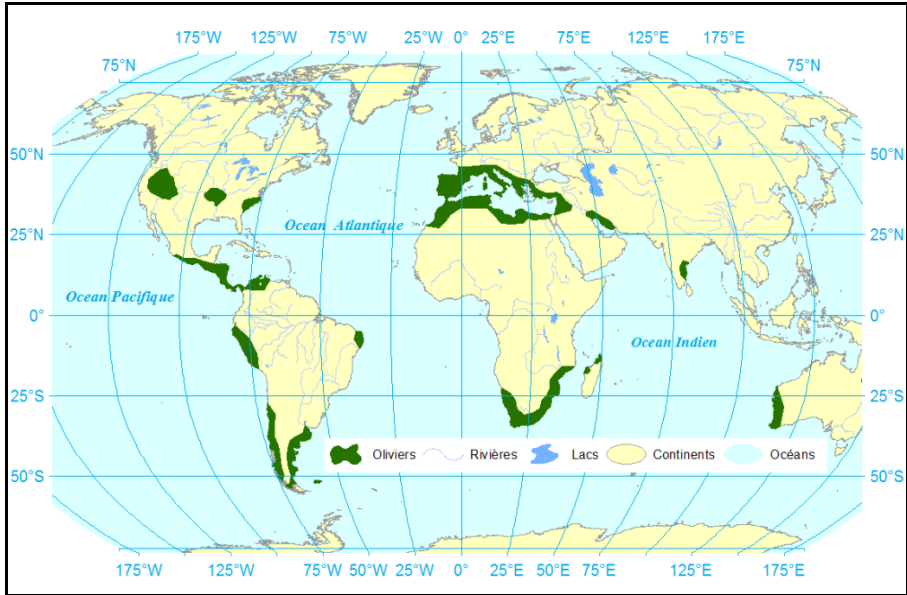 175°W 125°W 75°W 25°W 0° 25°E 75°E 125°E 175°E
75°N 75°N
50°N 50°N
25°N 25°N
Ocean Atlantique
Ocean Pacifique
0° 0°
Ocean Indien
25°S 25°S
Oliviers Rivières Lacs Continents Océans
50°S 50°S
175°W 125°W 75°W 50°W 25°W 0° 25°E 50°E 75°E 125°E 175°E